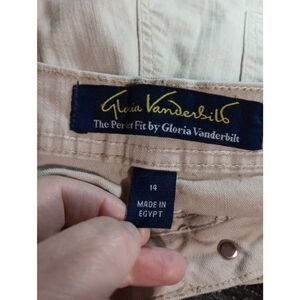 Gloria Vanderbilt
The Perfect Fit by Gloria Vanderbilt
14
MADE IN
EGYPT